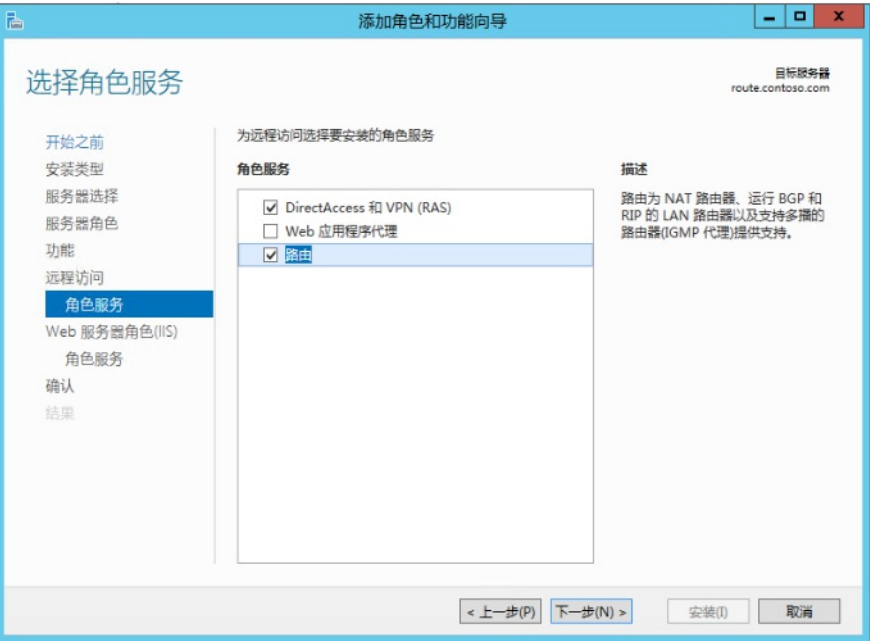 添加角色和功能向导
选择角色服务
目标服务器
route.contoso.com
开始之前
安装类型
服务器选择
服务器角色
功能
远程访问
角色服务
Web 服务器角色(IIS)
角色服务
确认
结果
为远程访问选择要安装的角色服务
角色服务
DirectAccess 和 VPN (RAS)
Web 应用程序代理
路由
描述
路由为 NAT 路由器、运行 BGP 和
RIP 的 LAN 路由器以及支持多播的
路由器(IGMP 代理)提供支持。
< 上一步(P)
下一步(N) >
安装(I)
取消